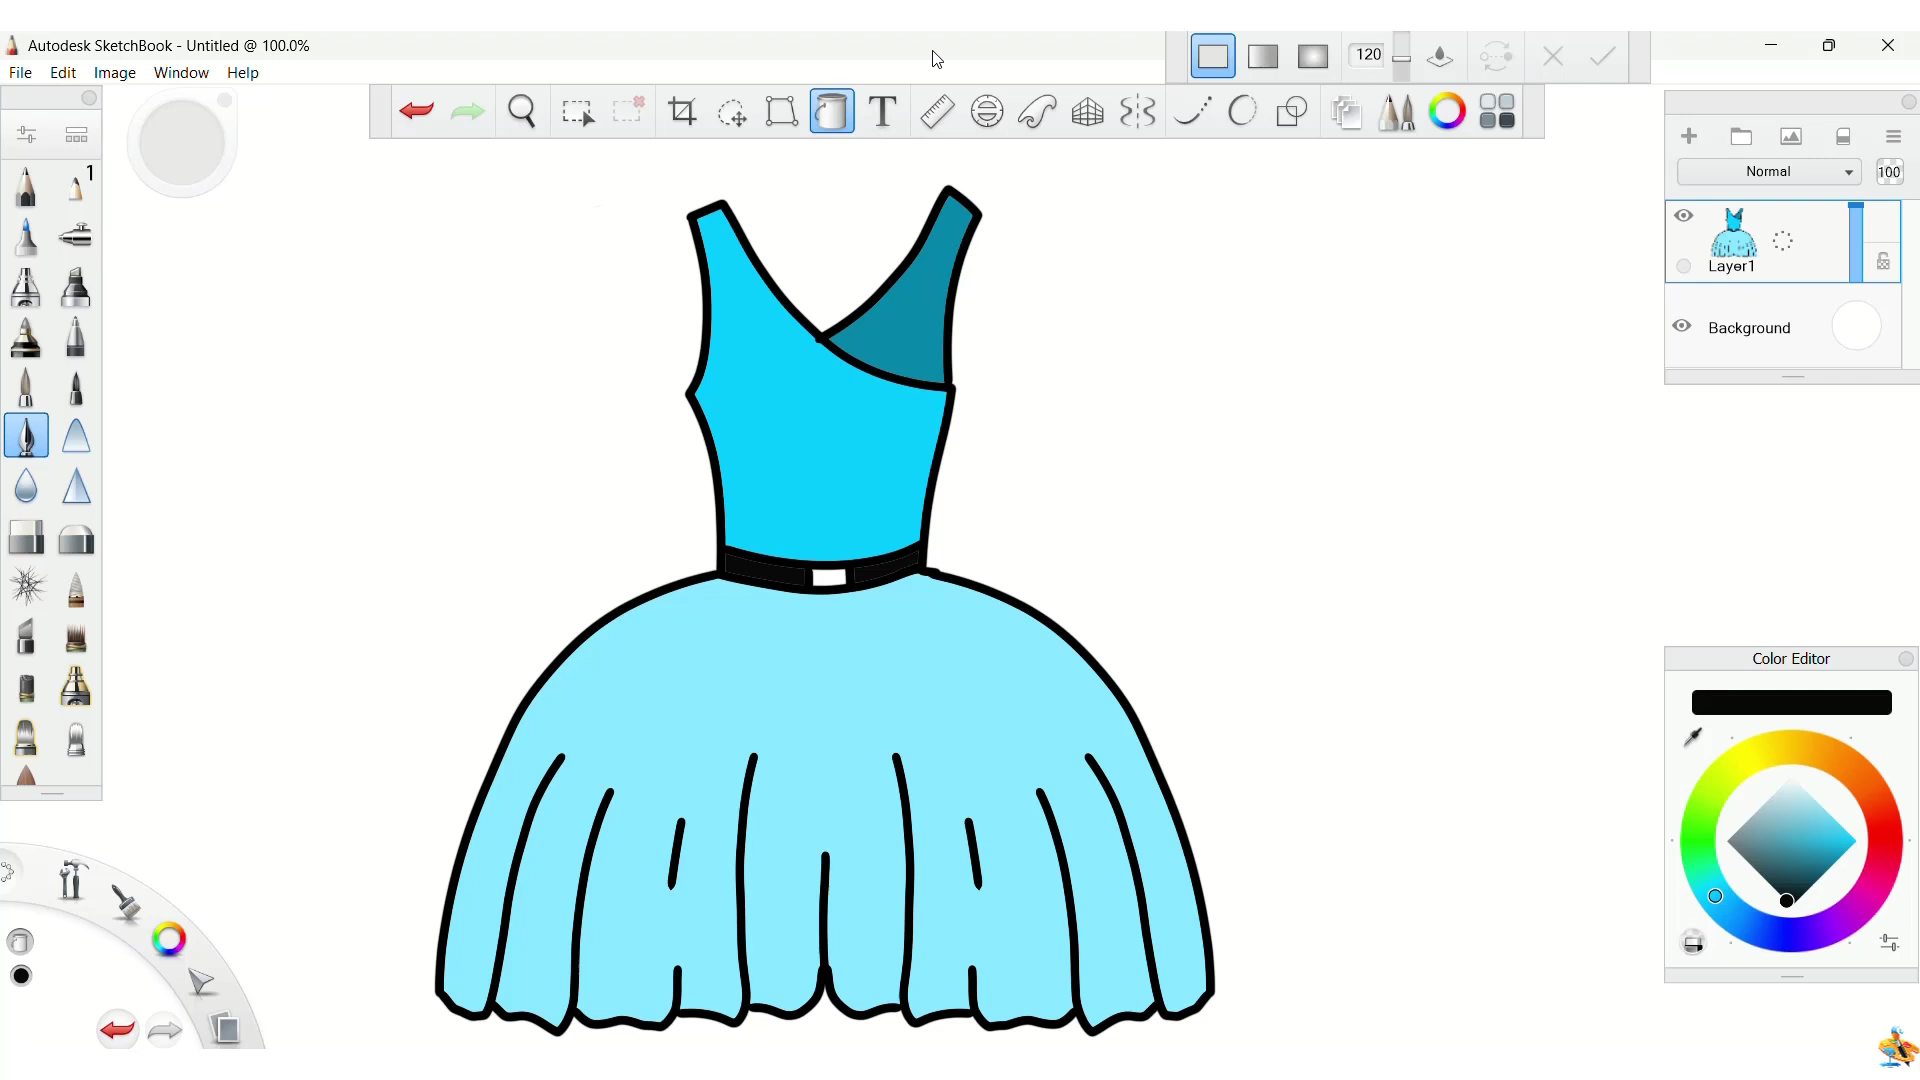 Autodesk SketchBook - Untitled @ 100.0%
File Edit Image Window Help
120
T
1
Normal 100
Layer1
Background
Color Editor